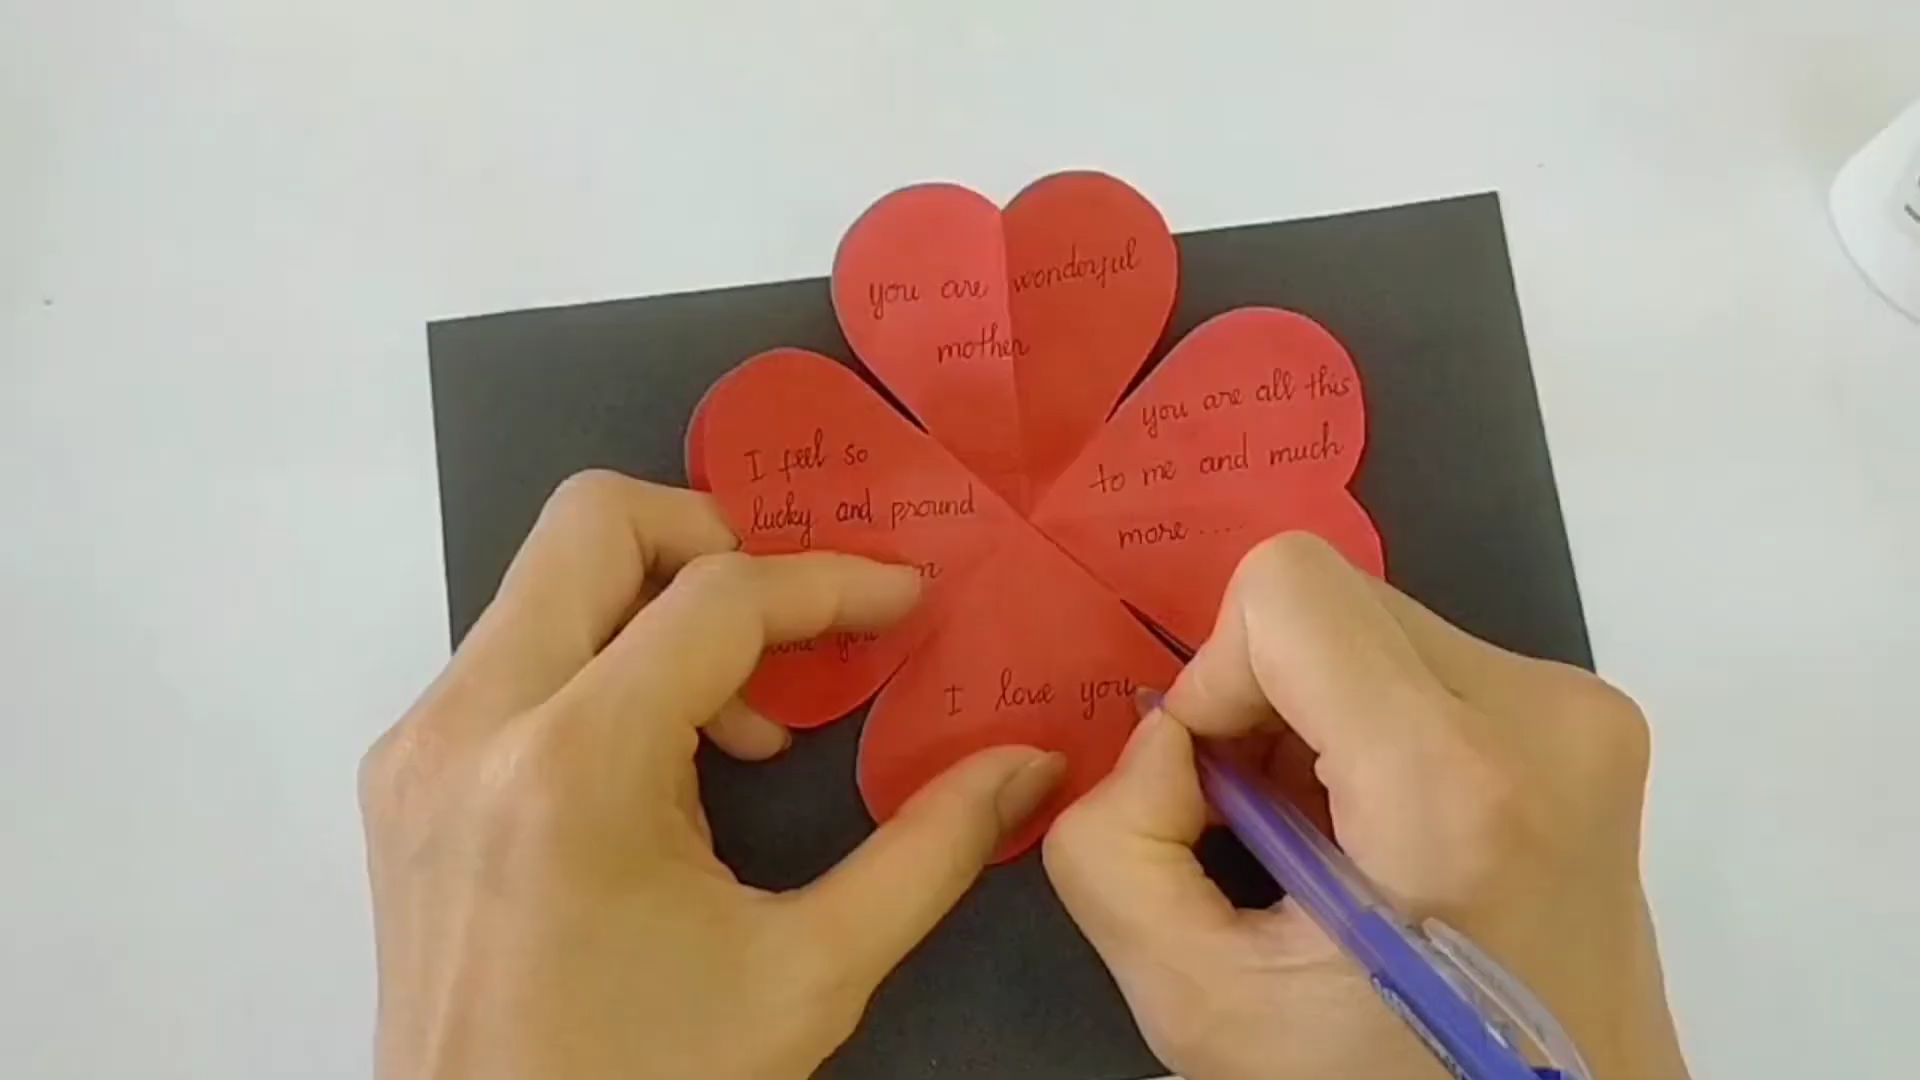 you are wonderful
mother
you are all this
to me and much
more ....
I feel so
lucky and pround
you
I love you